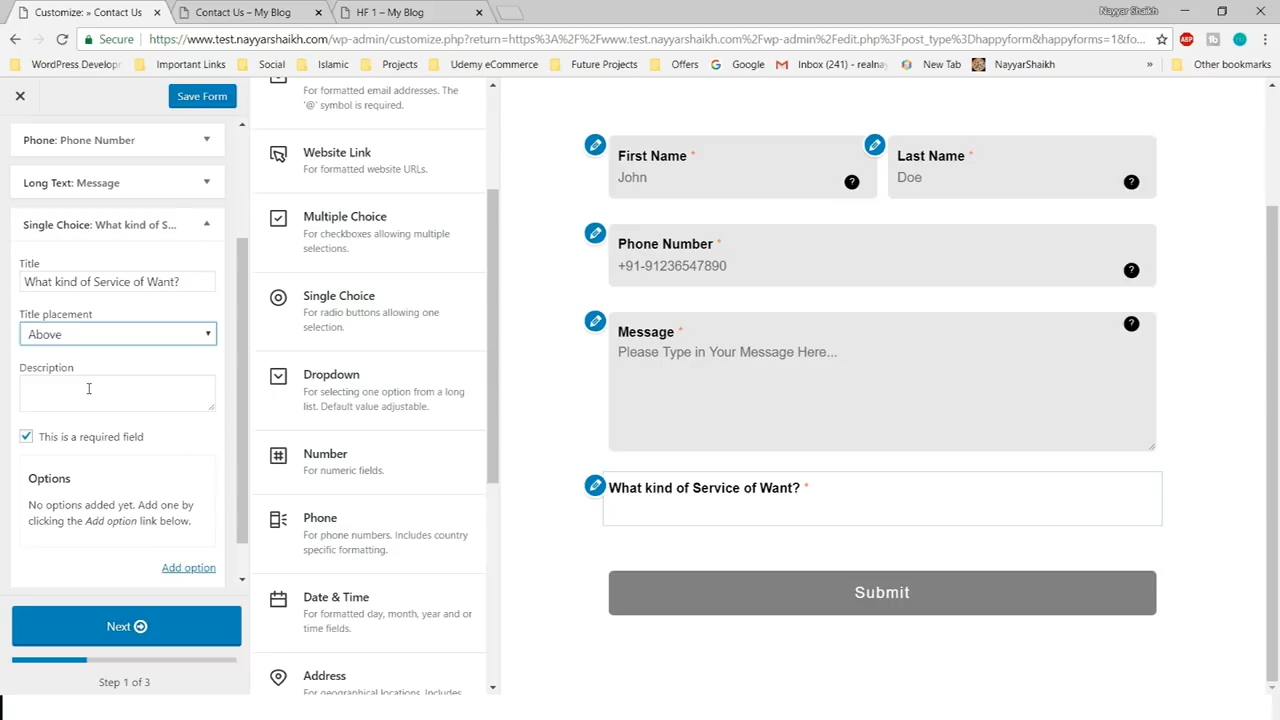 Customize: » Contact Us
Contact Us – My Blog
HF 1 – My Blog
Nayyar Shaikh
Secure
https://www.test.nayyarshaikh.com/wp-admin/customize.php?return=https%3A%2F%2Fwww.test.nayyarshaikh.com%2Fwp-admin%2Fedit.php%3Fpost_type%3Dhappyform&happyforms=1&fo...
WordPress Develop
Important Links
Social
Islamic
Projects
Udemy eCommerce
Future Projects
Offers
Google
Inbox (241) - realnay
New Tab
NayyarShaikh
»
Other bookmarks
Save Form
Phone: Phone Number
Long Text: Message
Single Choice: What kind of S...
Title
What kind of Service of Want?
Title placement
Above
Description
This is a required field
Options
No options added yet. Add one by
clicking the Add option link below.
Add option
Next
Step 1 of 3
For formatted email addresses. The
'@' symbol is required.
Website Link
For formatted website URLs.
Multiple Choice
For checkboxes allowing multiple
selections.
Single Choice
For radio buttons allowing one
selection.
Dropdown
For selecting one option from a long
list. Default value adjustable.
Number
For numeric fields.
Phone
For phone numbers. Includes country
specific formatting.
Date & Time
For formatted day, month, year and or
time fields.
Address
For geographical locations. Includes
First Name *
John
?
Last Name *
Doe
?
Phone Number *
+91-91236547890
?
Message *
Please Type in Your Message Here...
?
What kind of Service of Want? *
Submit